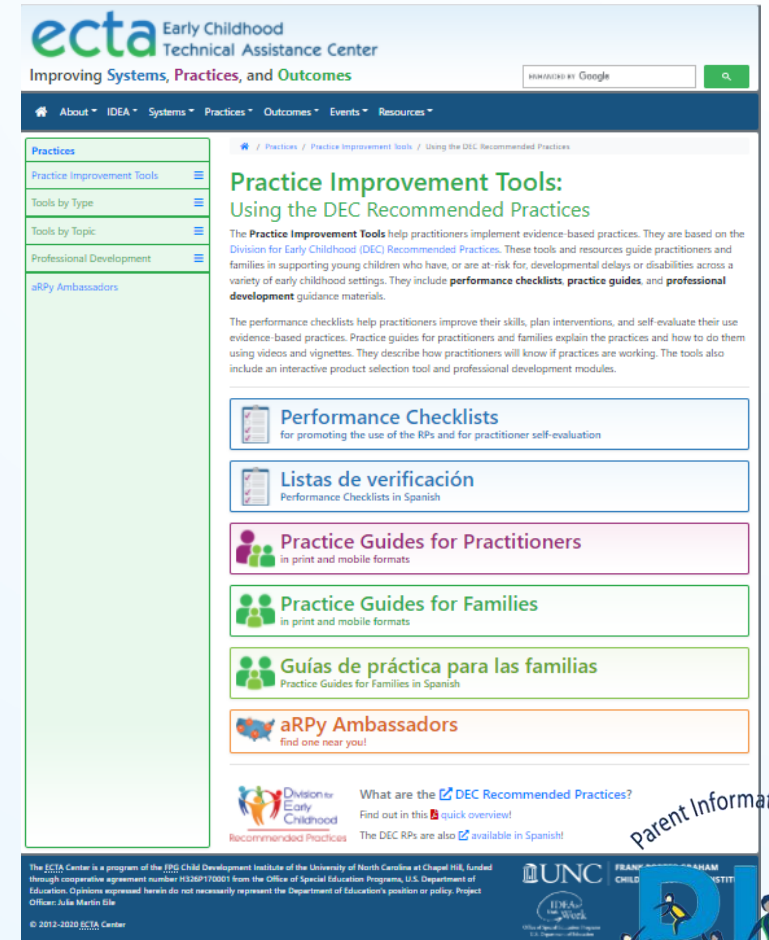 ecta Early Childhood
Technical Assistance Center
Improving Systems, Practices, and Outcomes
ENHANCED BY Google
About IDEA Systems Practices Outcomes Events Resources
Practices
Practice Improvement Tools
Tools by Type
Tools by Topic
Professional Development
aRPy Ambassadors
/ Practices / Practice Improvement Tools / Using the DEC Recommended Practices
Practice Improvement Tools:
Using the DEC Recommended Practices
The Practice Improvement Tools help practitioners implement evidence-based practices. They are based on the
Division for Early Childhood (DEC) Recommended Practices. These tools and resources guide practitioners and
families in supporting young children who have, or are at-risk for, developmental delays or disabilities across a
variety of early childhood settings. They include performance checklists, practice guides, and professional
development guidance materials.
The performance checklists help practitioners improve their skills, plan interventions, and self-evaluate their use
evidence-based practices. Practice guides for practitioners and families explain the practices and how to do them
using videos and vignettes. They describe how practitioners will know if practices are working. The tools also
include an interactive product selection tool and professional development modules.
Performance Checklists
for promoting the use of the RPs and for practitioner self-evaluation
Listas de verificación
Performance Checklists in Spanish
Practice Guides for Practitioners
in print and mobile formats
Practice Guides for Families
in print and mobile formats
Guías de práctica para las familias
Practice Guides for Families in Spanish
aRPy Ambassadors
find one near you!
Division for
Early
Childhood
Recommended Practices
What are the DEC Recommended Practices?
Find out in this quick overview!
The DEC RPs are also available in Spanish!
Parent Informa
The ECTA Center is a program of the FPG Child Development Institute of the University of North Carolina at Chapel Hill, funded
through cooperative agreement number H326P170001 from the Office of Special Education Programs, U.S. Department of
Education. Opinions expressed herein do not necessarily represent the Department of Education's position or policy. Project
Officer: Julia Martin Eile
© 2012-2020 ECTA Center
UNC
IDEAs
that Work
U.S. Department of Education